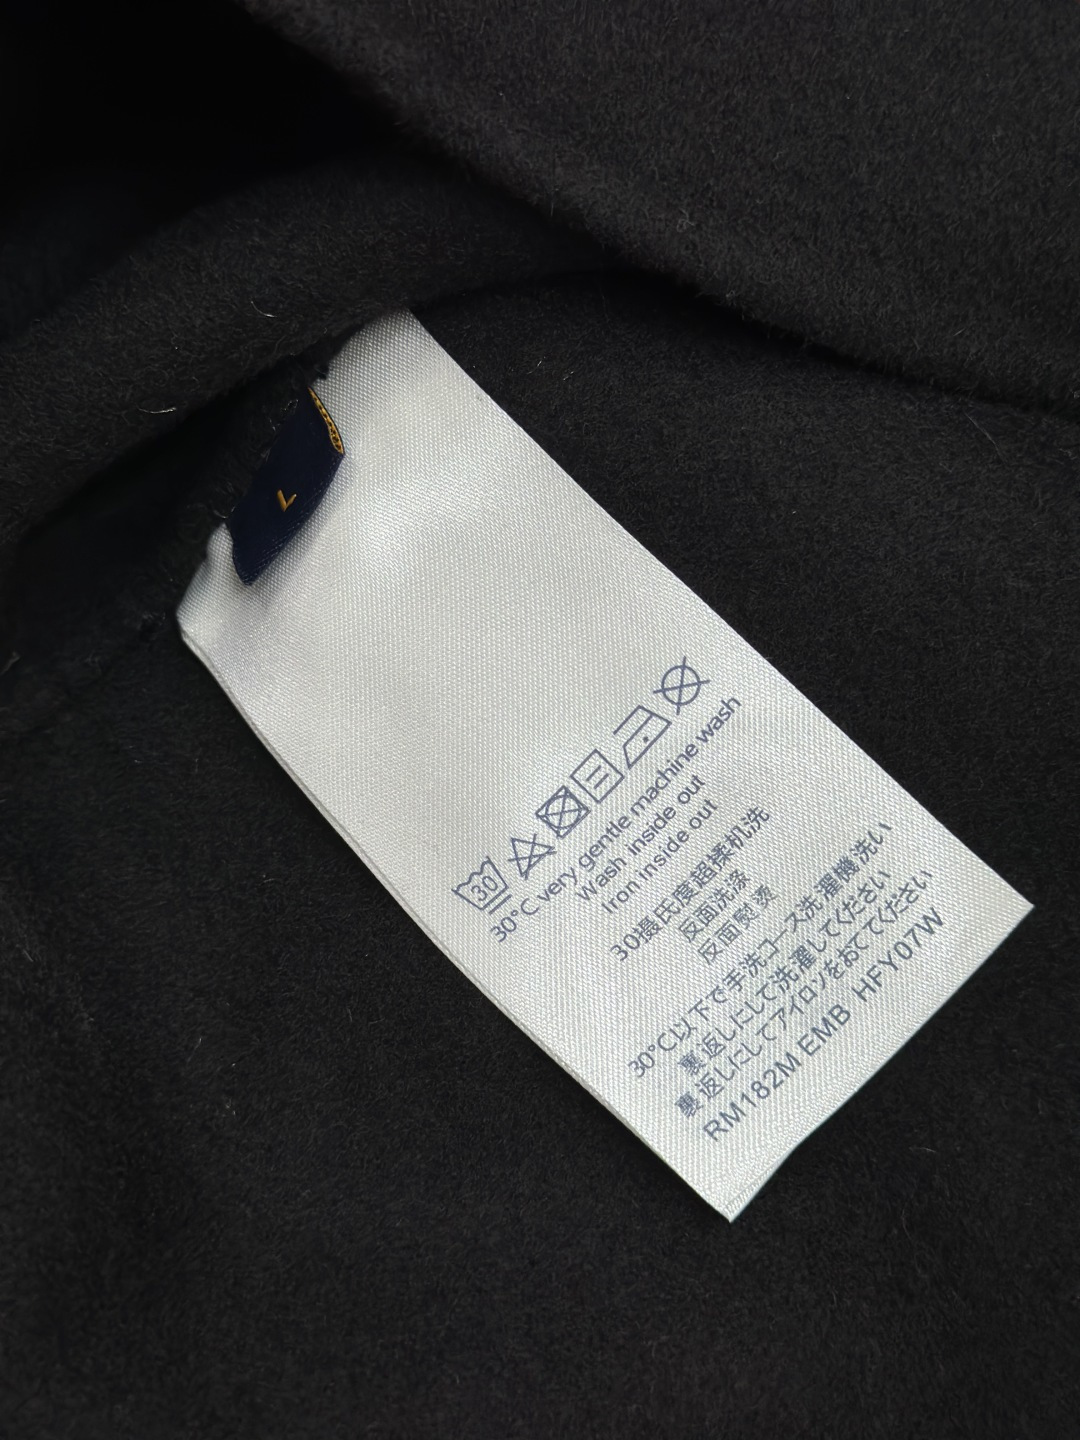 L
30
30°C very gentle machine wash
Wash inside out
Iron inside out
30摄氏度超柔机洗
反面洗涤
反面熨烫
30°C以下で手洗コース洗濯機洗い
裏返しにして洗濯してください
裏返しにしてアイロンをおててください
RM182M EMB HFY07W